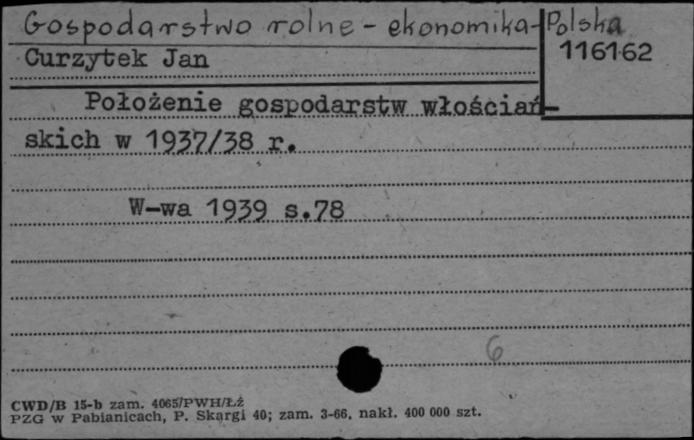 Gospodarstwo rolne - ekonomika - Polska
Curzytek Jan
116162
Położenie gospodarstw włościań-
skich w 1937/38 r.
W-wa 1939 s.78
6
CWD/B 15-b zam. 4065/PWH/Łź
PZG w Pabianicach, P. Skargi 40; zam. 3-66. nakł. 400 000 szt.